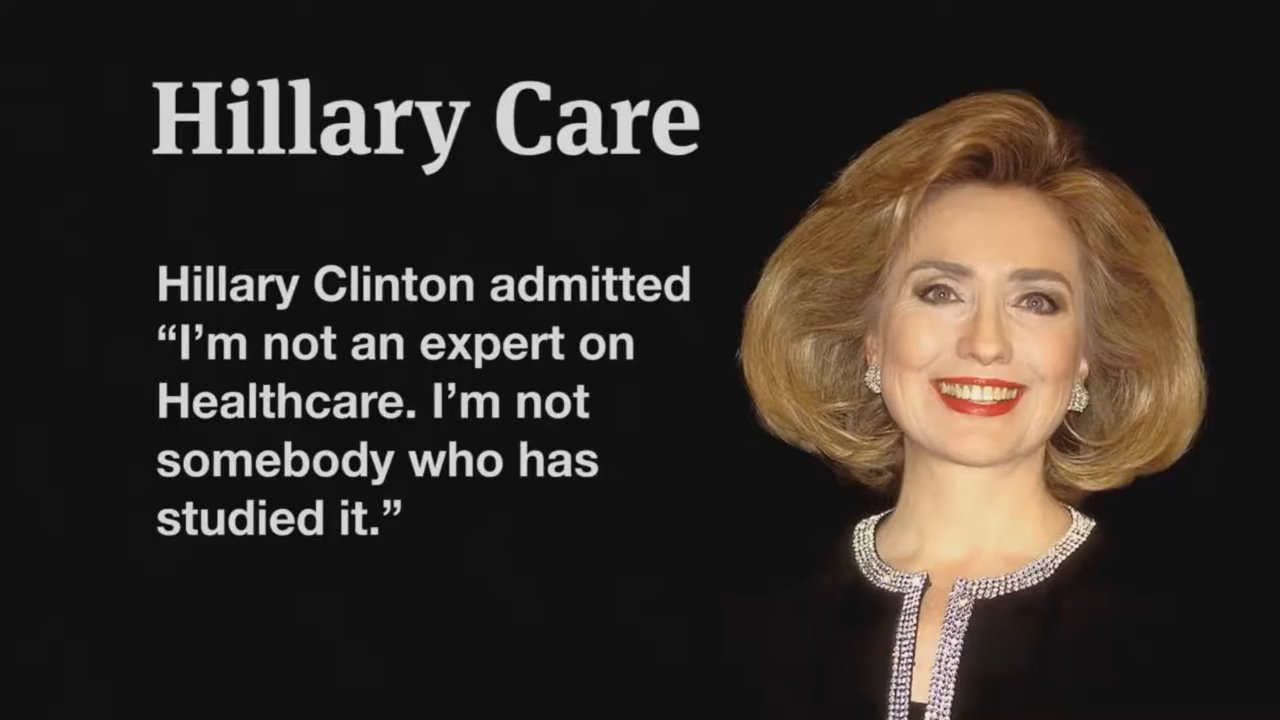 Hillary Care
Hillary Clinton admitted
“I’m not an expert on
Healthcare. I’m not
somebody who has
studied it.”